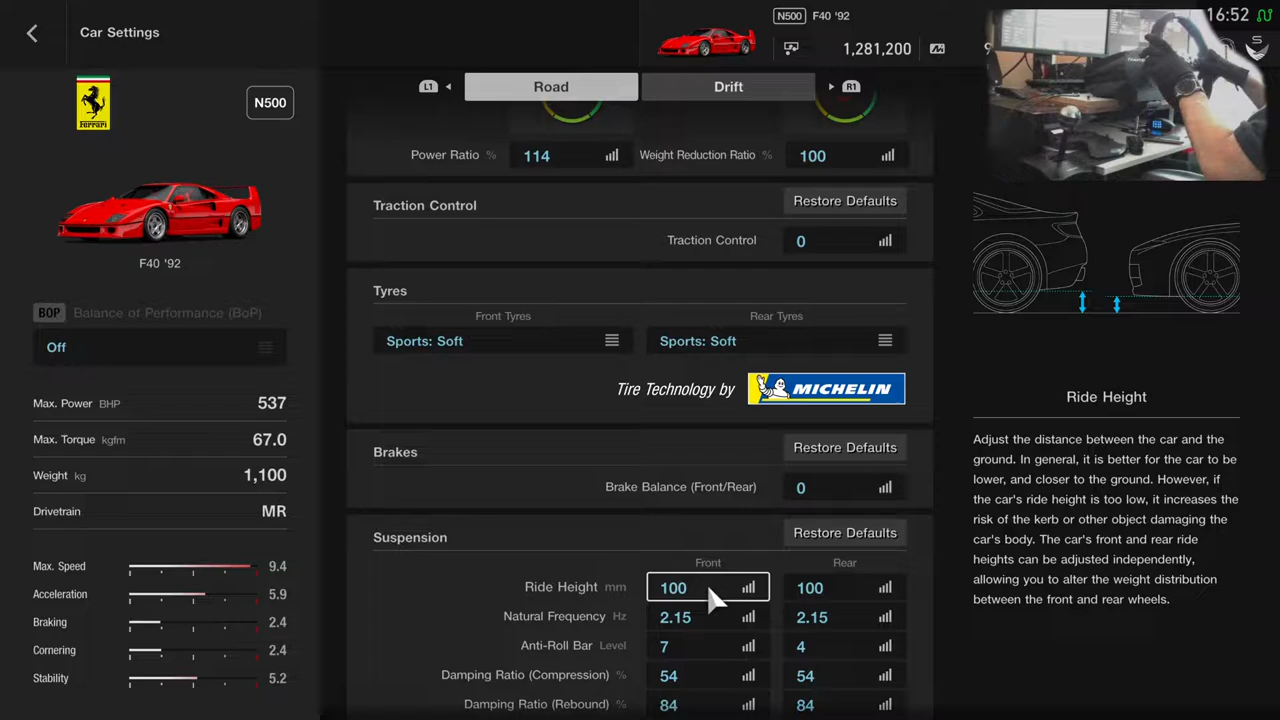 Car Settings
N500 F40 '92
16:52
1,281,200
N500
Ferrari
F40 '92
BOP Balance of Performance (BoP)
Off
Max. Power BHP 537
Max. Torque kgfm 67.0
Weight kg 1,100
Drivetrain MR
Max. Speed 9.4
Acceleration 5.9
Braking 2.4
Cornering 2.4
Stability 5.2
L1 Road Drift R1
Power Ratio % 114 Weight Reduction Ratio % 100
Traction Control Restore Defaults
Traction Control 0
Tyres
Front Tyres Rear Tyres
Sports: Soft Sports: Soft
Tire Technology by MICHELIN
Brakes Restore Defaults
Brake Balance (Front/Rear) 0
Suspension Restore Defaults
Front Rear
Ride Height mm 100 100
Natural Frequency Hz 2.15 2.15
Anti-Roll Bar Level 7 4
Damping Ratio (Compression) % 54 54
Damping Ratio (Rebound) % 84 84
Ride Height
Adjust the distance between the car and the
ground. In general, it is better for the car to be
lower, and closer to the ground. However, if
the car's ride height is too low, it increases the
risk of the kerb or other object damaging the
car's body. The car's front and rear ride
heights can be adjusted independently,
allowing you to alter the weight distribution
between the front and rear wheels.